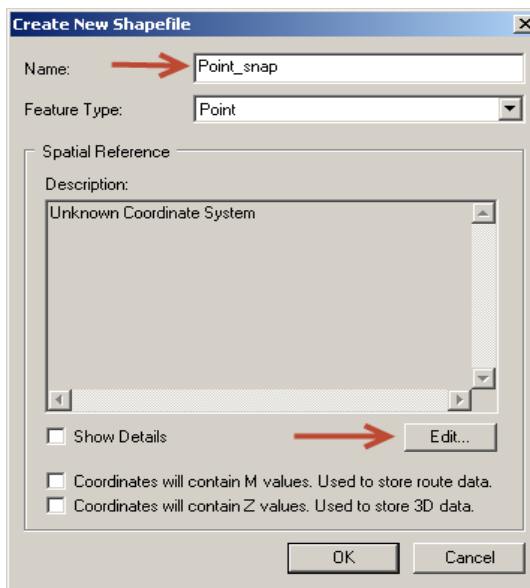 Create New Shapefile
Name: Point_snap
Feature Type: Point
Spatial Reference
Description:
Unknown Coordinate System
Show Details Edit...
Coordinates will contain M values. Used to store route data.
Coordinates will contain Z values. Used to store 3D data.
OK Cancel